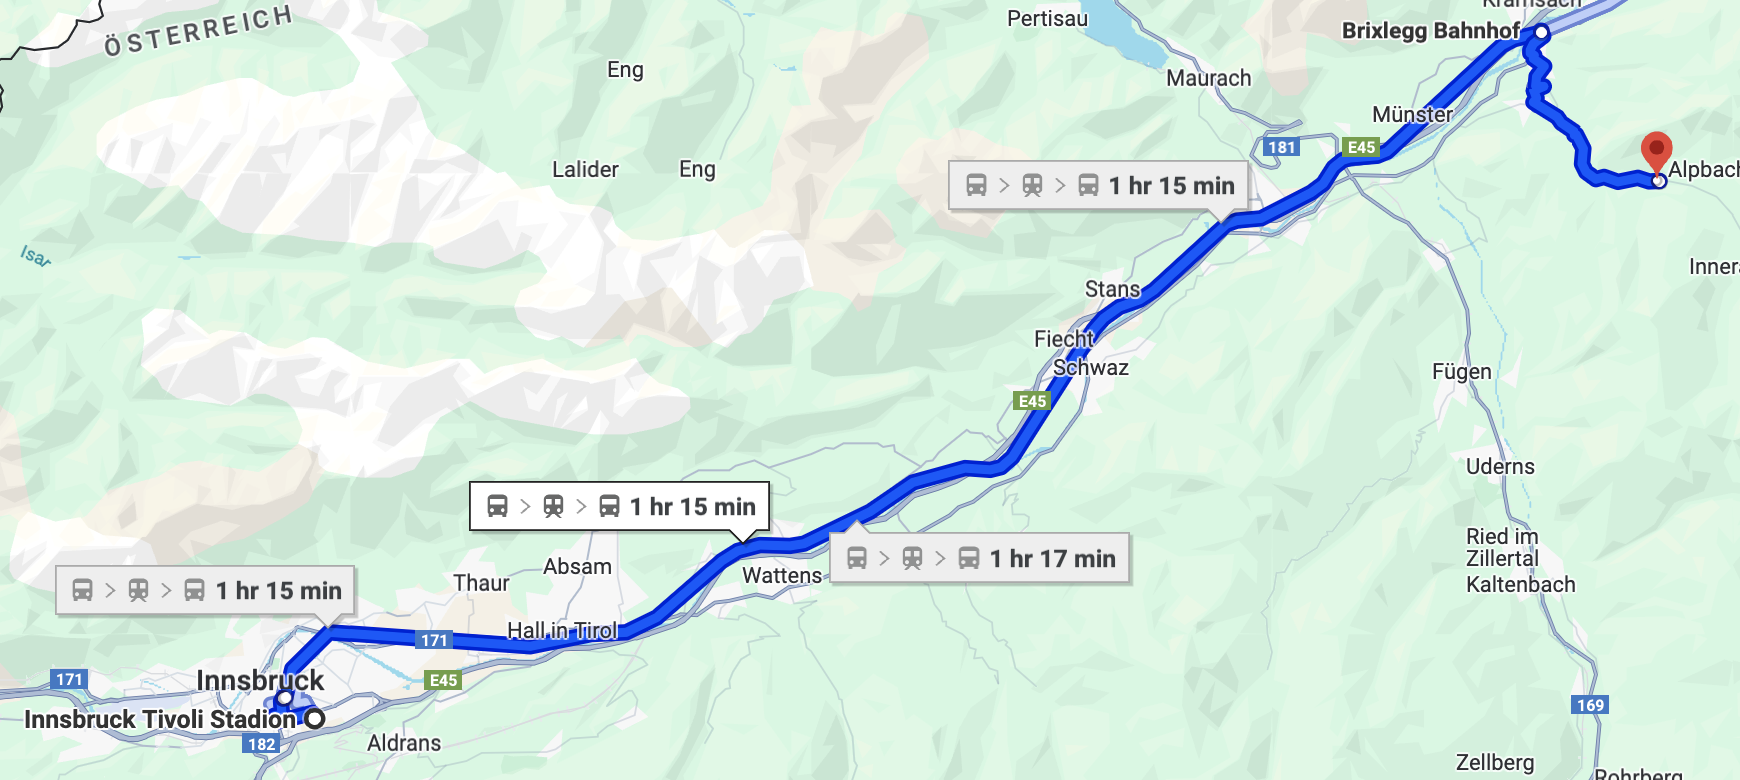 Kramsach
Pertisau
Brixlegg Bahnhof
ÖSTERREICH
Eng
Maurach
Münster
181
E45
Lalider
Eng
Alpbach
1 hr 15 min
Isar
Inner
Stans
Fiecht
Schwaz
Fügen
E45
Uderns
1 hr 15 min
Ried im
Zillertal
Kaltenbach
1 hr 17 min
Absam
Thaur
Wattens
1 hr 15 min
Hall in Tirol
171
171
Innsbruck
E45
Innsbruck Tivoli Stadion
169
182
Aldrans
Zellberg
Rohrberg